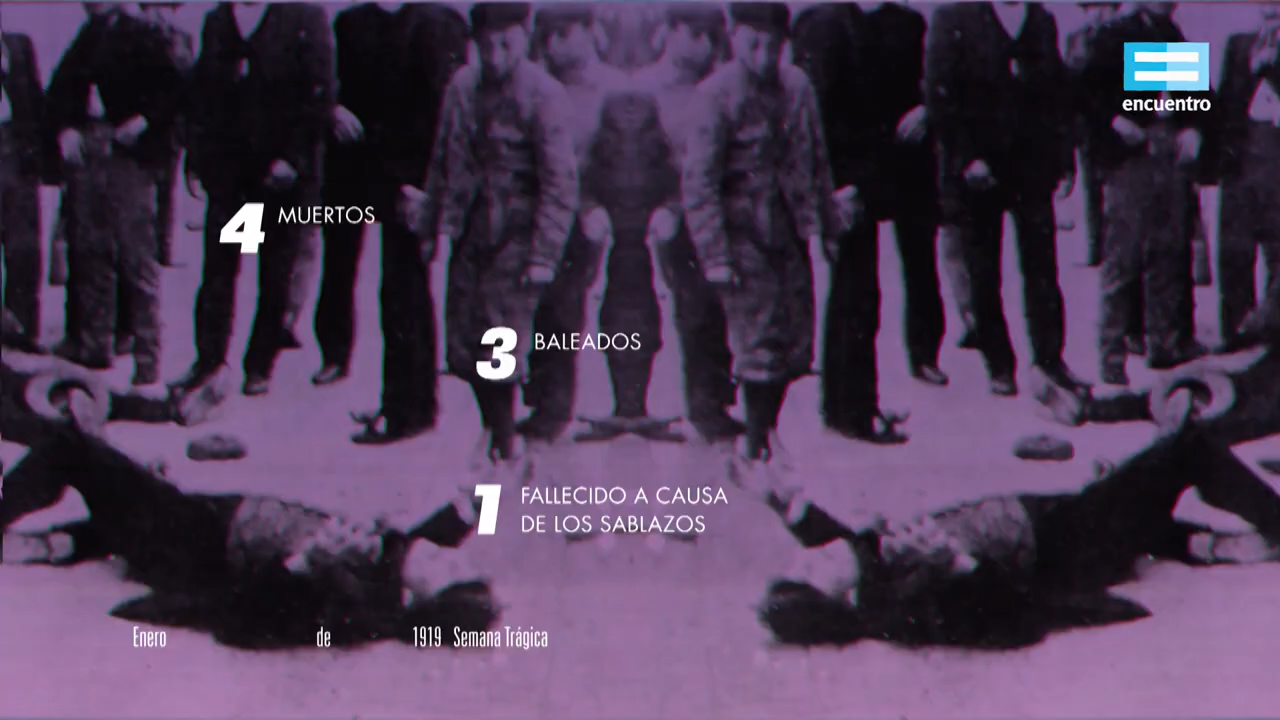 encuentro
4 MUERTOS
3 BALEADOS
1 FALLECIDO A CAUSA
DE LOS SABLAZOS
Enero de 1919 Semana Trágica